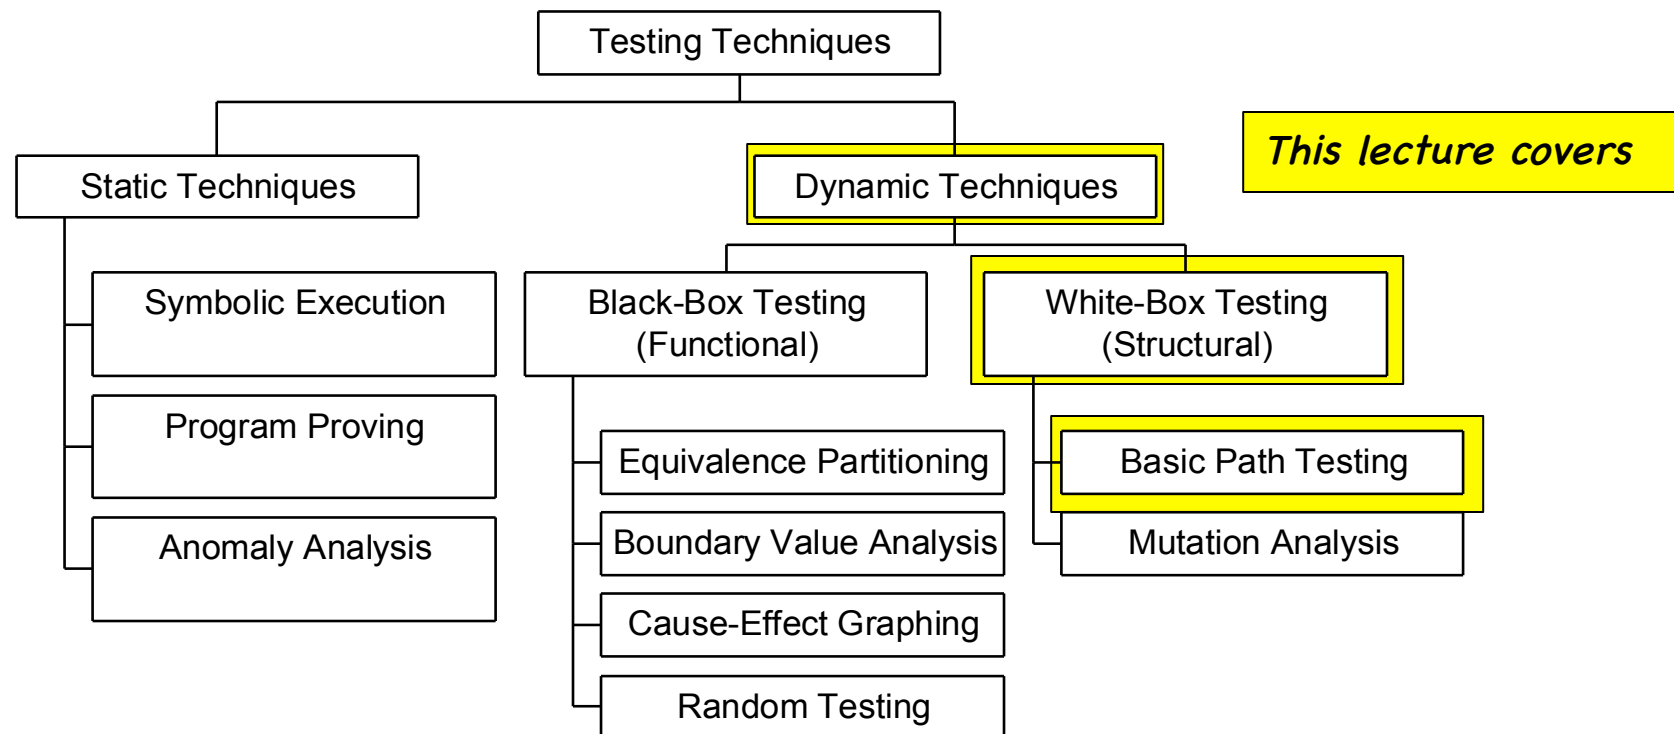 Testing Techniques
This lecture covers
Static Techniques
Dynamic Techniques
Symbolic Execution
Program Proving
Anomaly Analysis
Black-Box Testing
(Functional)
Equivalence Partitioning
Boundary Value Analysis
Cause-Effect Graphing
Random Testing
White-Box Testing
(Structural)
Basic Path Testing
Mutation Analysis